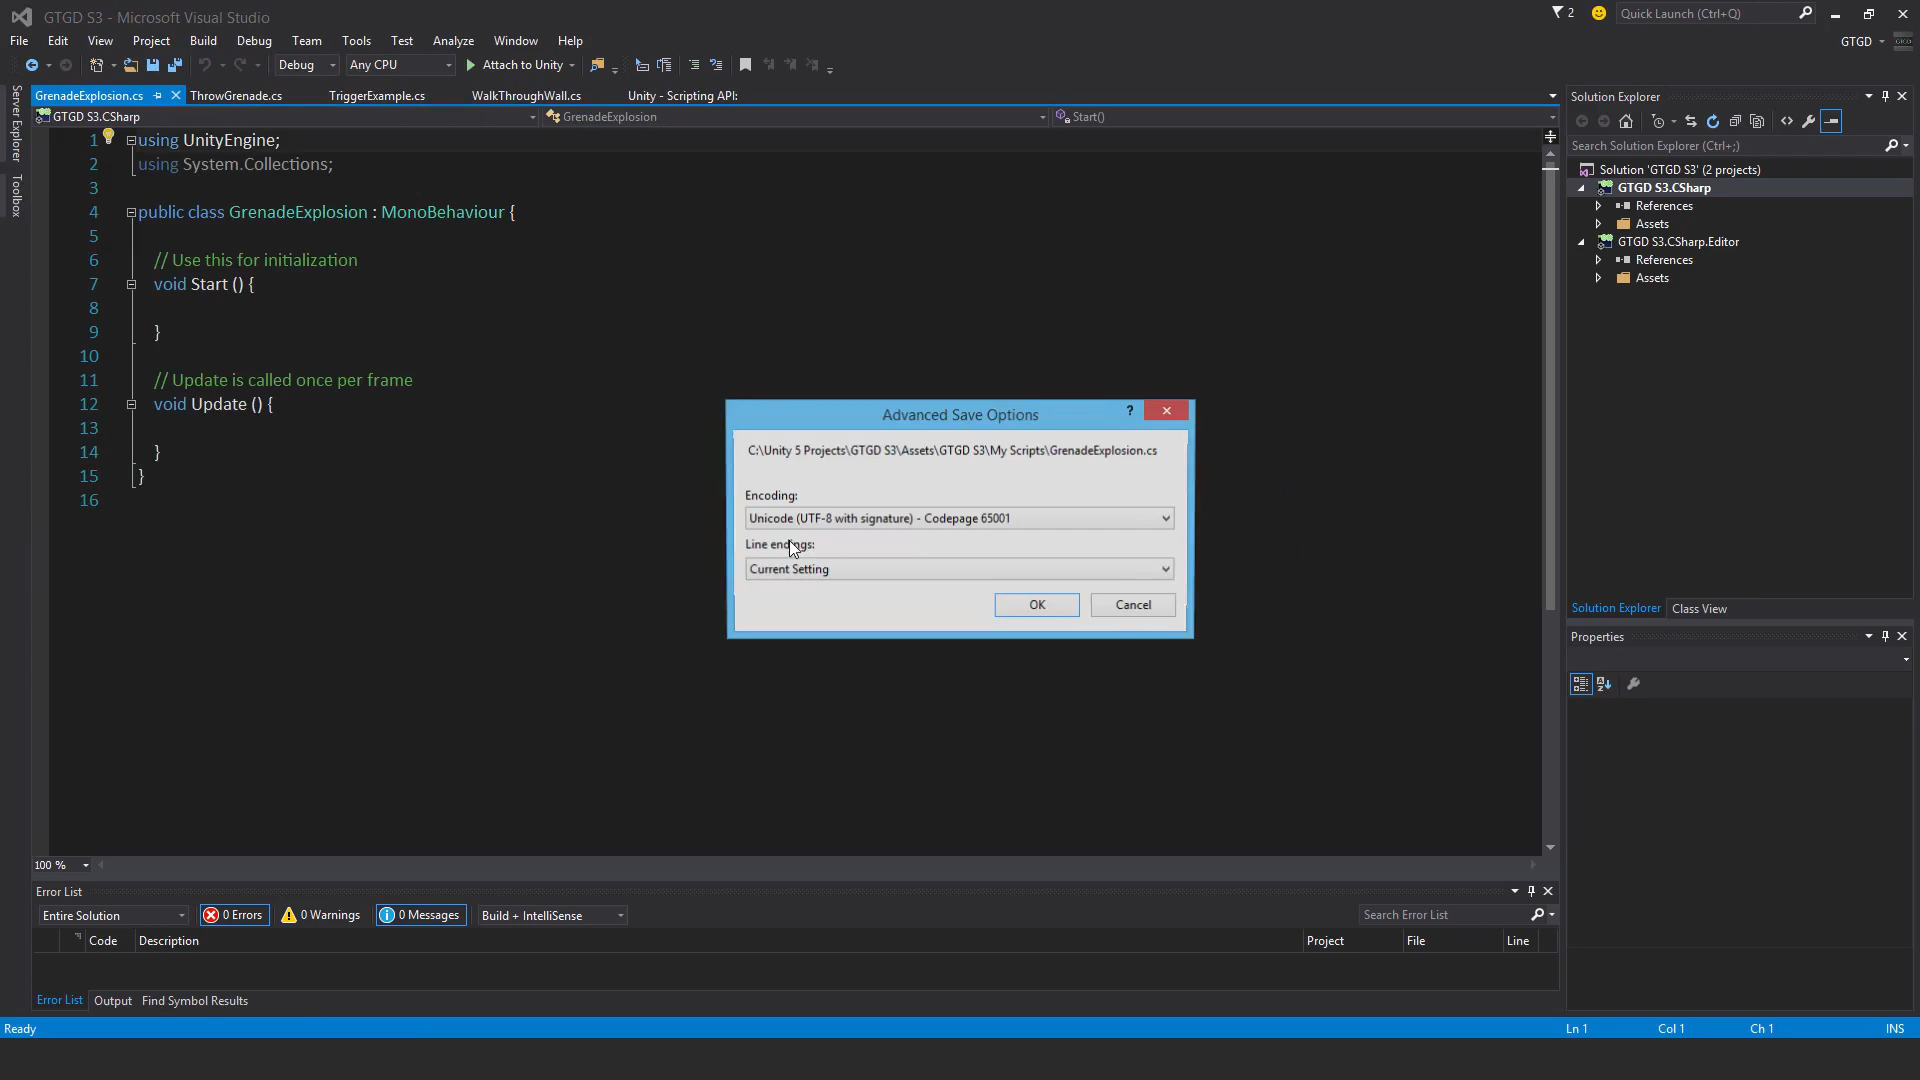 GTGD S3 - Microsoft Visual Studio
2
Quick Launch (Ctrl+Q)
File Edit View Project Build Debug Team Tools Test Analyze Window Help
GTGD
Debug Any CPU Attach to Unity
GrenadeExplosion.cs ThrowGrenade.cs TriggerExample.cs WalkThroughWall.cs Unity - Scripting API:
GTGD S3.CSharp GrenadeExplosion Start()
Server Explorer
Toolbox
1 using UnityEngine;
2 using System.Collections;
3
4 public class GrenadeExplosion : MonoBehaviour {
5
6 // Use this for initialization
7 void Start () {
8
9 }
10
11 // Update is called once per frame
12 void Update () {
13
14 }
15 }
16
Advanced Save Options
?
C:\Unity 5 Projects\GTGD S3\Assets\GTGD S3\My Scripts\GrenadeExplosion.cs
Encoding:
Unicode (UTF-8 with signature) - Codepage 65001
Line endings:
Current Setting
OK Cancel
Solution Explorer
Search Solution Explorer (Ctrl+;)
Solution 'GTGD S3' (2 projects)
GTGD S3.CSharp
References
Assets
GTGD S3.CSharp.Editor
References
Assets
Solution Explorer Class View
Properties
100 %
Error List
Entire Solution 0 Errors 0 Warnings 0 Messages Build + IntelliSense
Search Error List
Code Description Project File Line
Error List Output Find Symbol Results
Ready Ln 1 Col 1 Ch 1 INS